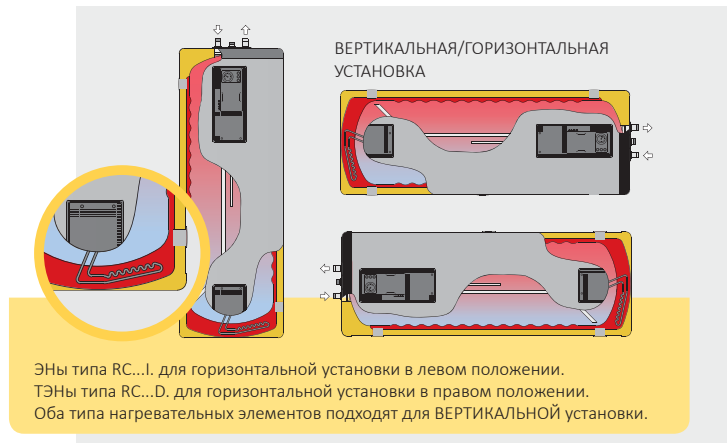 ВЕРТИКАЛЬНАЯ/ГОРИЗОНТАЛЬНАЯ
УСТАНОВКА
ЭНы типа RC...I. для горизонтальной установки в левом положении.
ТЭНы типа RC...D. для горизонтальной установки в правом положении.
Оба типа нагревательных элементов подходят для ВЕРТИКАЛЬНОЙ установки.